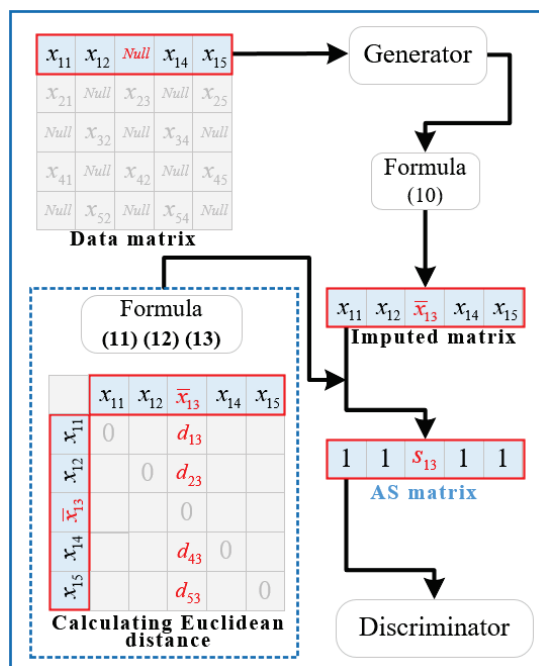 x11 x12 Null x14 x15
x21 Null x23 Null x25
Null x32 Null x34 Null
x41 Null x42 Null x45
Null x52 Null x54 Null
Data matrix
Generator
Formula
(10)
x11 x12 x̅13 x14 x15
Imputed matrix
Formula
(11) (12) (13)
x11 x12 x̅13 x14 x15
x11 0 d13
x12 0 d23
x̅13 0
x14 d43 0
x15 d53 0
Calculating Euclidean
distance
1 1 s13 1 1
AS matrix
Discriminator